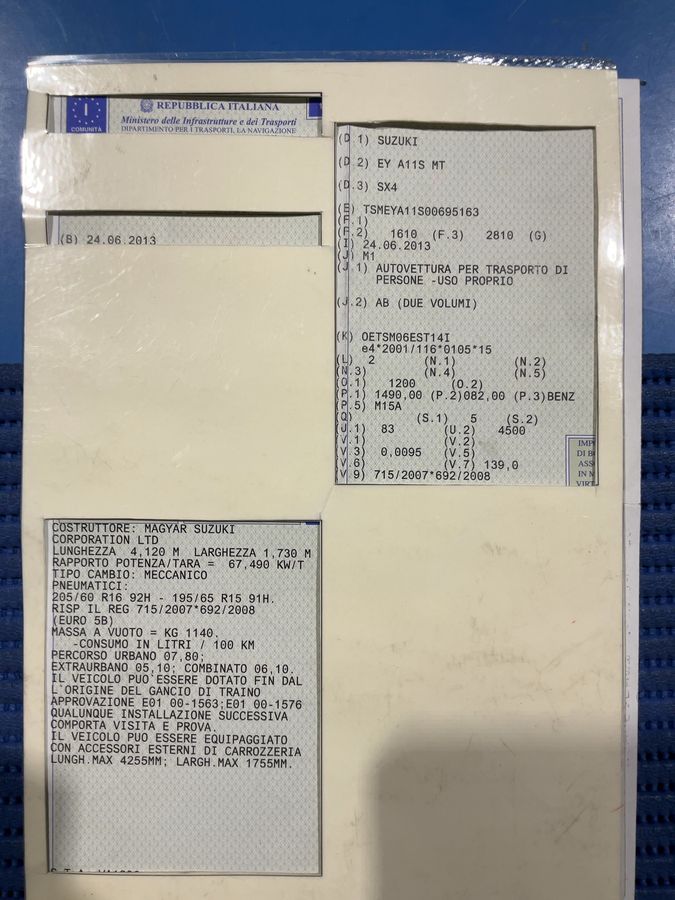 I
COMUNITÀ
REPUBBLICA ITALIANA
Ministero delle Infrastrutture e dei Trasporti
DIPARTIMENTO PER I TRASPORTI, LA NAVIGAZIONE
(B) 24.06.2013
(D.1) SUZUKI
(D.2) EY A11S MT
(D.3) SX4
(E) TSMEYA11S00695163
(F.1)
(F.2) 1610 (F.3) 2810 (G)
(I) 24.06.2013
(J) M1
(J.1) AUTOVETTURA PER TRASPORTO DI
PERSONE -USO PROPRIO
(J.2) AB (DUE VOLUMI)
(K) OETSM06EST14I
e4*2001/116*0105*15
(L) 2 (N.1) (N.2)
(N.3) (N.4) (N.5)
(O.1) 1200 (O.2)
(P.1) 1490,00 (P.2)082,00 (P.3)BENZ
(P.5) M15A
(Q) (S.1) 5 (S.2)
(U.1) 83 (U.2) 4500
(V.1) (V.2)
(V.3) 0,0095 (V.5)
(V.6) (V.7) 139,0
(V.9) 715/2007*692/2008
IMP
DI B
ASS
IN M
VIRT
COSTRUTTORE: MAGYAR SUZUKI
CORPORATION LTD
LUNGHEZZA 4,120 M LARGHEZZA 1,730 M
RAPPORTO POTENZA/TARA = 67,490 KW/T
TIPO CAMBIO: MECCANICO
PNEUMATICI:
205/60 R16 92H - 195/65 R15 91H.
RISP IL REG 715/2007*692/2008
(EURO 5B)
MASSA A VUOTO = KG 1140.
-CONSUMO IN LITRI / 100 KM
PERCORSO URBANO 07,80;
EXTRAURBANO 05,10; COMBINATO 06,10.
IL VEICOLO PUO'ESSERE DOTATO FIN DAL
L'ORIGINE DEL GANCIO DI TRAINO
APPROVAZIONE E01 00-1563;E01 00-1576
QUALUNQUE INSTALLAZIONE SUCCESSIVA
COMPORTA VISITA E PROVA.
IL VEICOLO PUO ESSERE EQUIPAGGIATO
CON ACCESSORI ESTERNI DI CARROZZERIA
LUNGH.MAX 4255MM; LARGH.MAX 1755MM.